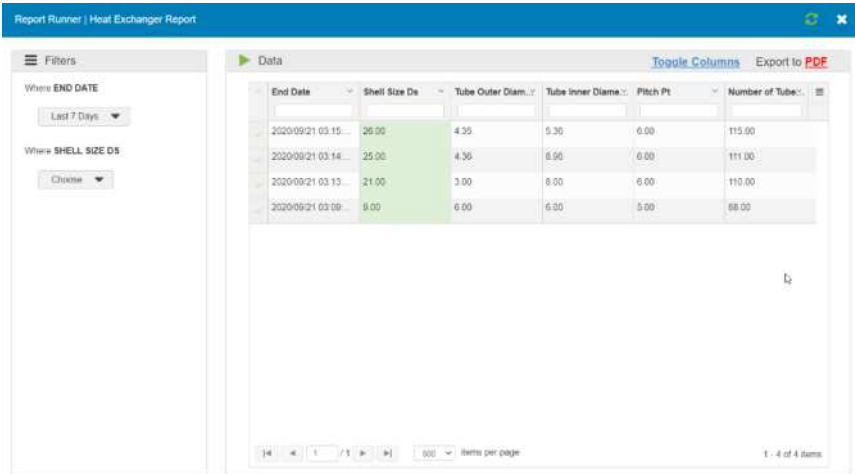 Report Runner | Heat Exchanger Report
Filters
Where END DATE
Last 7 Days
Where SHELL SIZE DS
Choose
Data
Toggle Columns Export to PDF
End Date Shell Size Ds Tube Outer Diam... Tube Inner Diame... Pitch Pt Number of Tube...
2020/09/21 03:15:... 26.00 4.35 5.30 6.00 115.00
2020/09/21 03:14:... 25.00 4.36 8.90 6.00 111.00
2020/09/21 03:13:... 21.00 3.00 8.00 6.00 110.00
2020/09/21 03:09:... 9.00 6.00 6.00 5.00 68.00
1 / 1 500 items per page 1 - 4 of 4 items